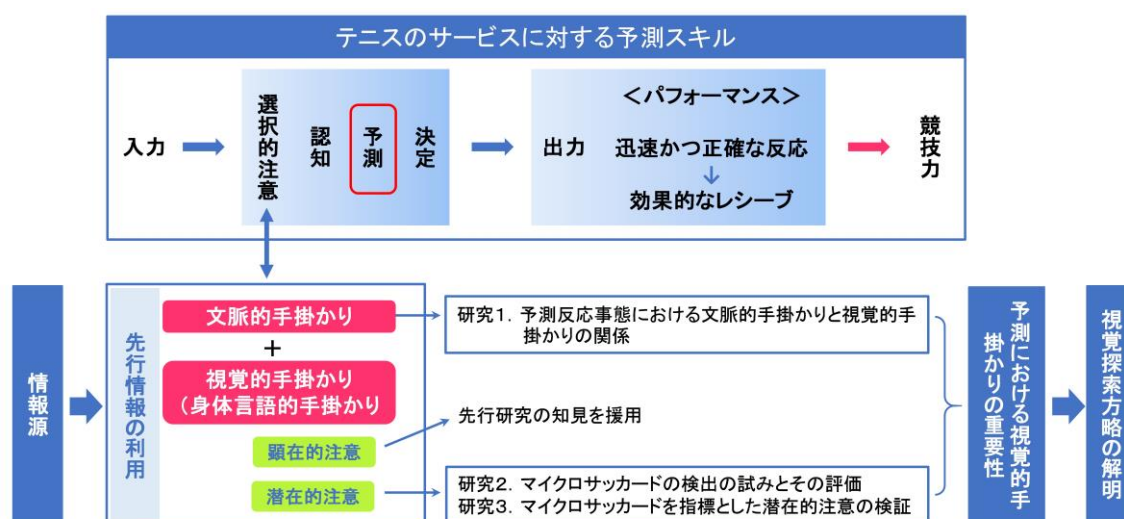 テニスのサービスに対する予測スキル
入力
選択的注意
認知
予測
決定
出力
＜パフォーマンス＞
迅速かつ正確な反応
↓
効果的なレシーブ
競技力
情報源
先行情報の利用
文脈的手掛かり
+
視覚的手掛かり
（身体言語的手掛かり
顕在的注意
潜在的注意
研究1．予測反応事態における文脈的手掛かりと視覚的手
掛かりの関係
先行研究の知見を援用
研究2．マイクロサッカードの検出の試みとその評価
研究3．マイクロサッカードを指標とした潜在的注意の検証
予測における視覚的手
掛かりの重要性
視覚探索方略の解明